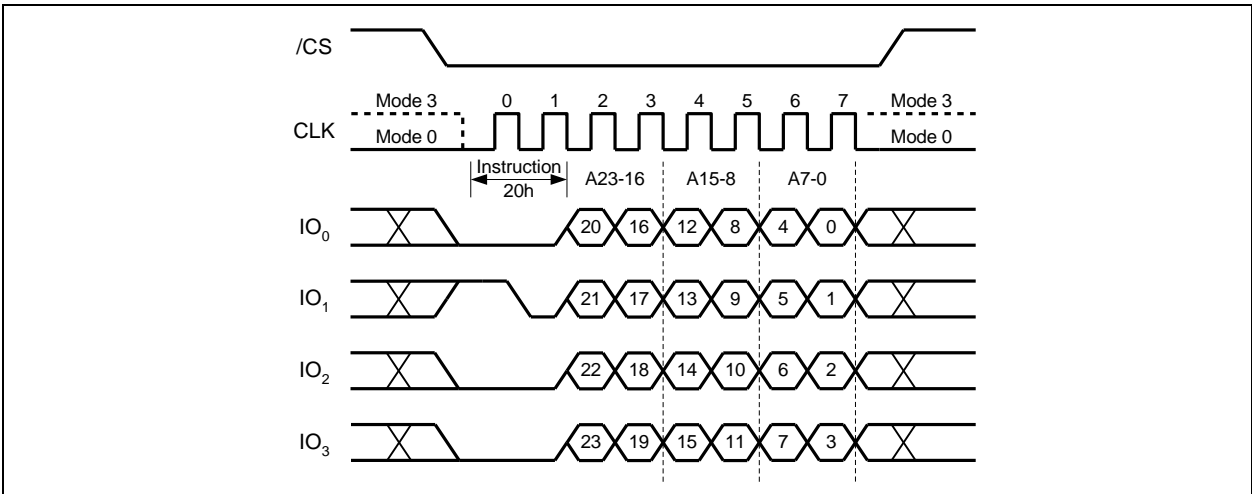 /CS
Mode 3 0 1 2 3 4 5 6 7 Mode 3
CLK
Mode 0 Mode 0
Instruction A23-16 A15-8 A7-0
20h
IO0 20 16 12 8 4 0
IO1 21 17 13 9 5 1
IO2 22 18 14 10 6 2
IO3 23 19 15 11 7 3